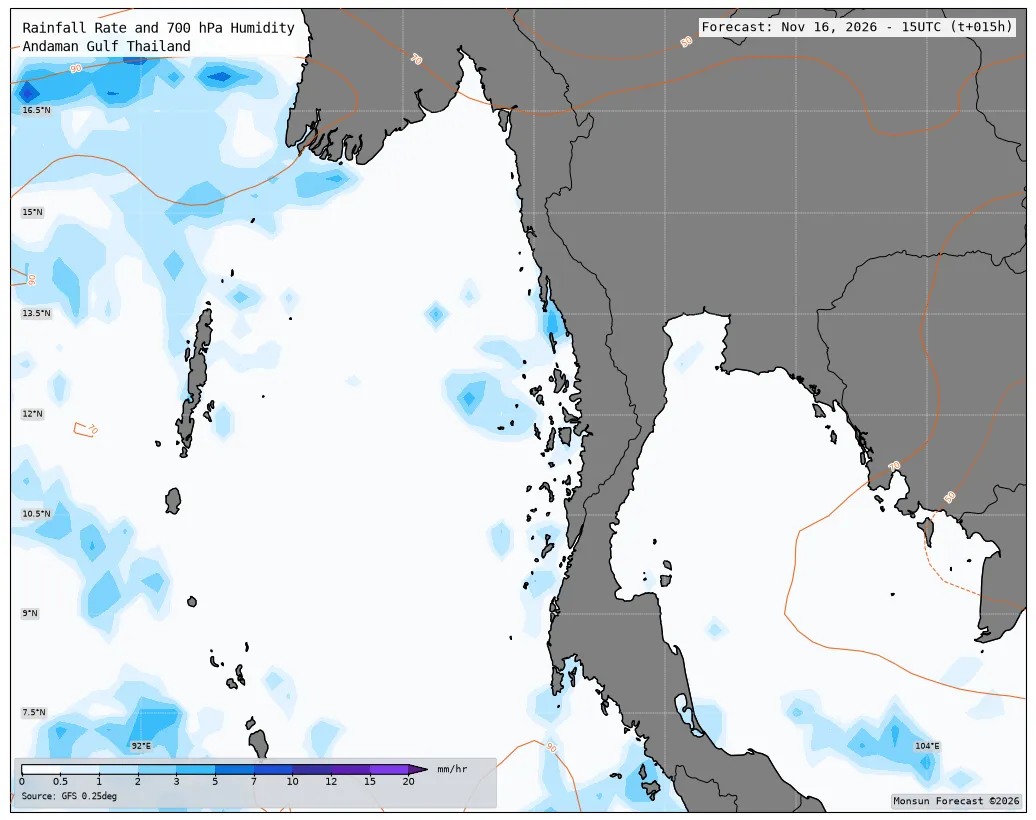 Rainfall Rate and 700 hPa Humidity
Andaman Gulf Thailand
Forecast: Nov 16, 2026 - 15UTC (t+015h)
50
70
90
16.5°N
15°N
90
13.5°N
12°N
70
70
50
10.5°N
9°N
7.5°N
92°E
104°E
90
mm/hr
0 0.5 1 2 3 5 7 10 12 15 20
Source: GFS 0.25deg
Monsun Forecast ©2026